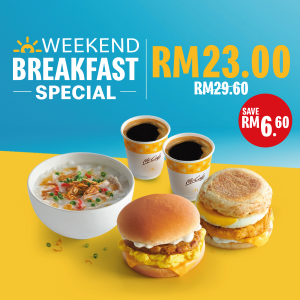 WEEKEND
BREAKFAST
SPECIAL
RM23.00
RM29.60
SAVE
RM6.60
McCafé
McCafé